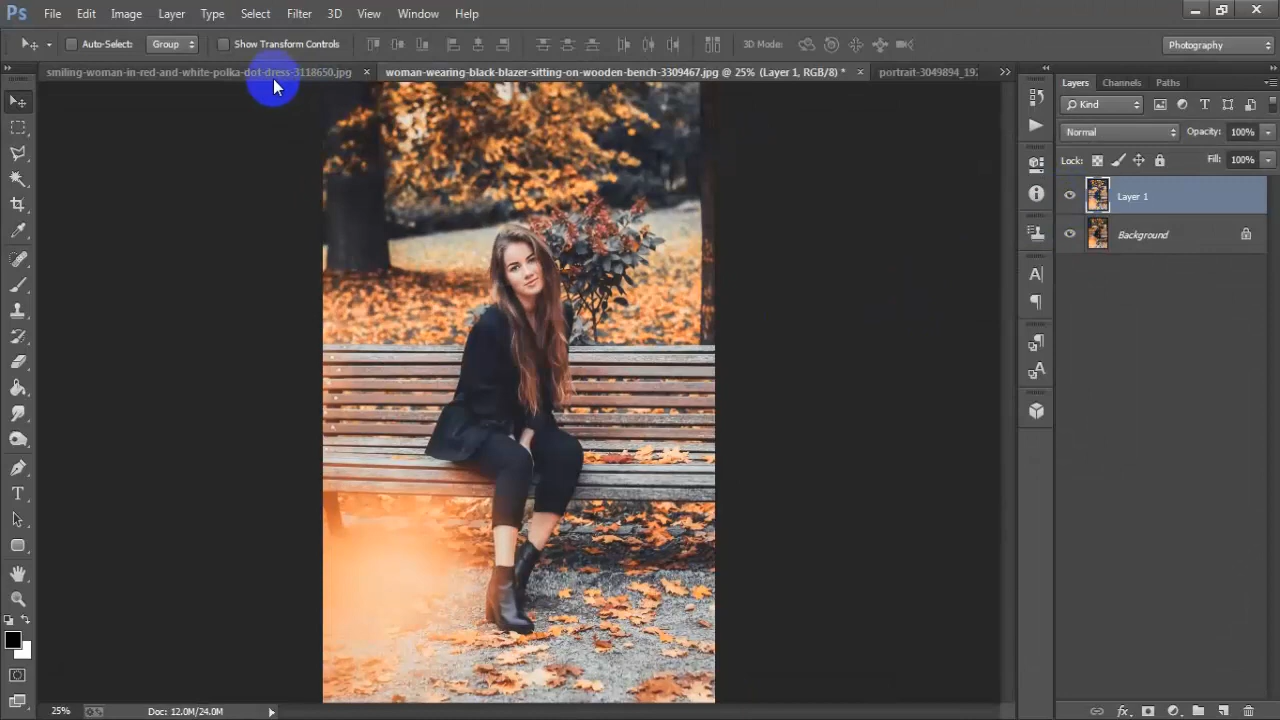 Ps File Edit Image Layer Type Select Filter 3D View Window Help
Auto-Select: Group Show Transform Controls 3D Mode: Photography
smiling-woman-in-red-and-white-polka-dot-dress-3118650.jpg × woman-wearing-black-blazer-sitting-on-wooden-bench-3309467.jpg @ 25% (Layer 1, RGB/8) * × portrait-3049894_192 >>
Layers Channels Paths
Kind
Normal Opacity: 100%
Lock: Fill: 100%
Layer 1
Background
25% Doc: 12.0M/24.0M